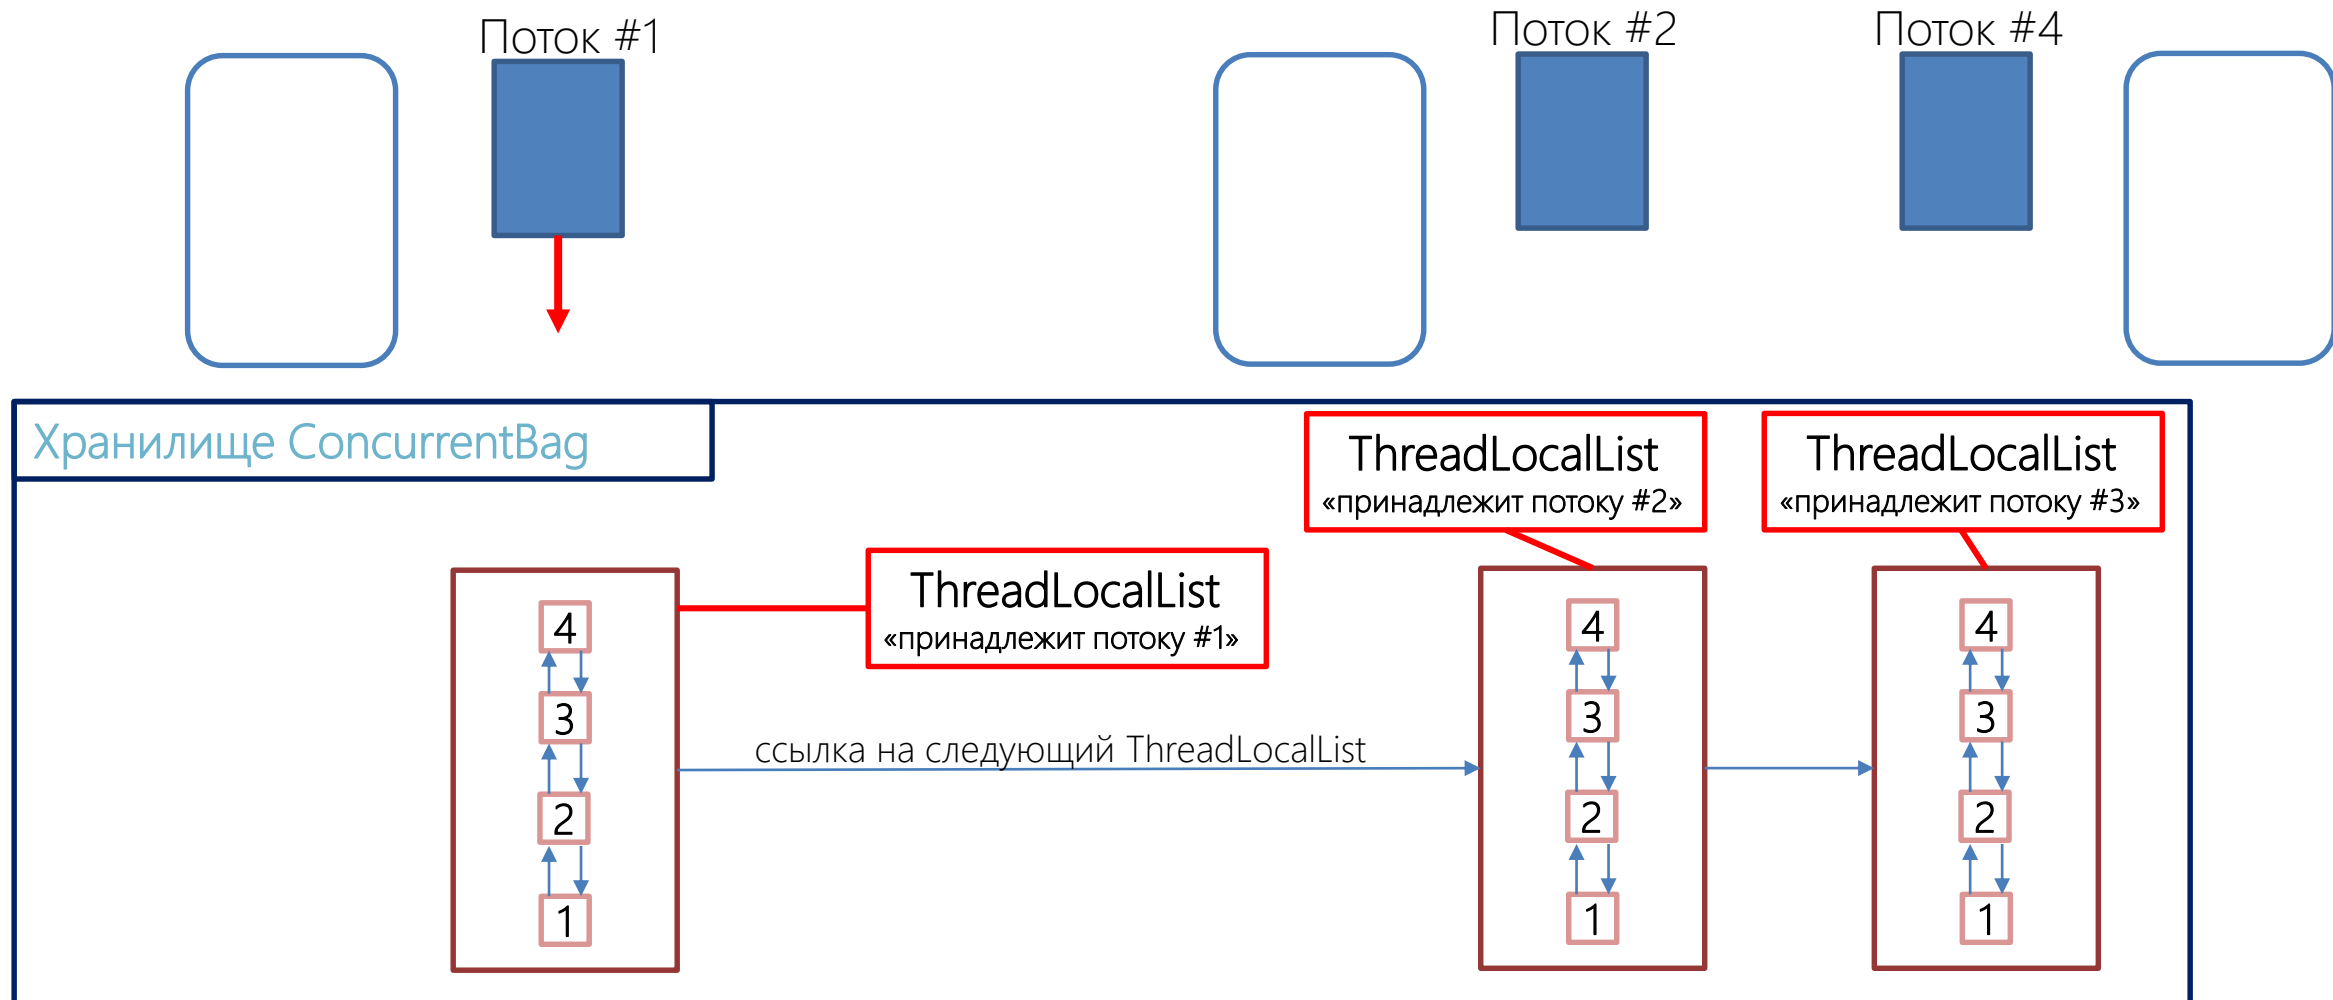 Поток #1
Поток #2
Поток #4
Хранилище ConcurrentBag
ThreadLocalList
«принадлежит потоку #2»
ThreadLocalList
«принадлежит потоку #3»
ThreadLocalList
«принадлежит потоку #1»
ссылка на следующий ThreadLocalList
4
3
2
1
4
3
2
1
4
3
2
1